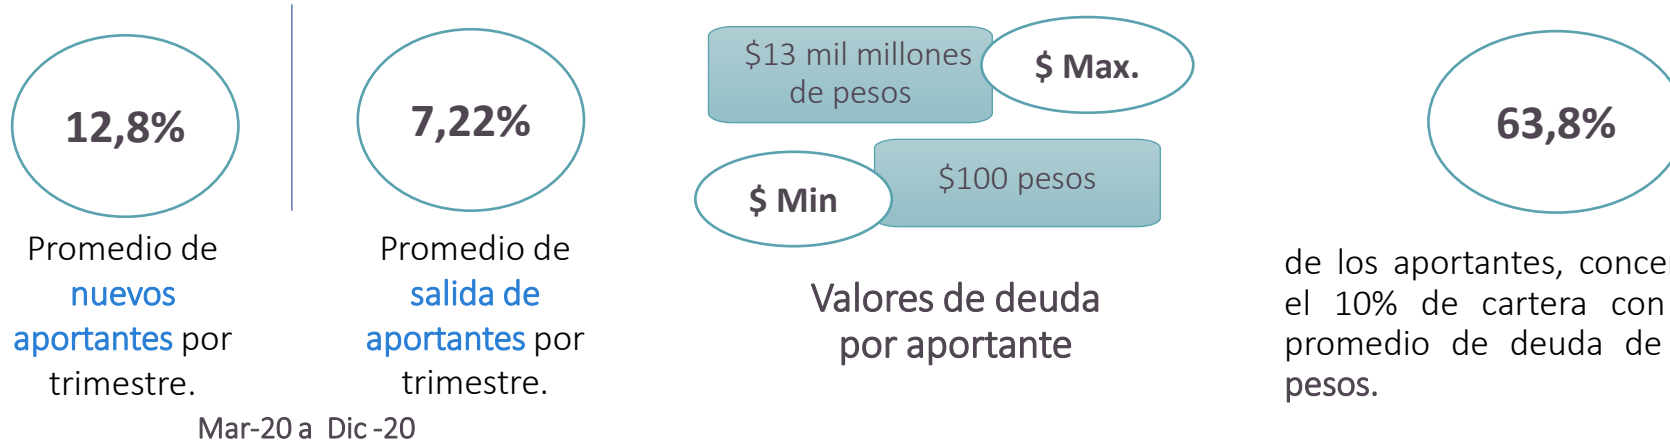 12,8%
Promedio de
nuevos
aportantes por
trimestre.
7,22%
Promedio de
salida de
aportantes por
trimestre.
Mar-20 a Dic -20
$13 mil millones
de pesos
$ Max.
$ Min
$100 pesos
Valores de deuda
por aportante
63,8%
de los aportantes,
el 10% de cartera con
promedio de deuda de
pesos.